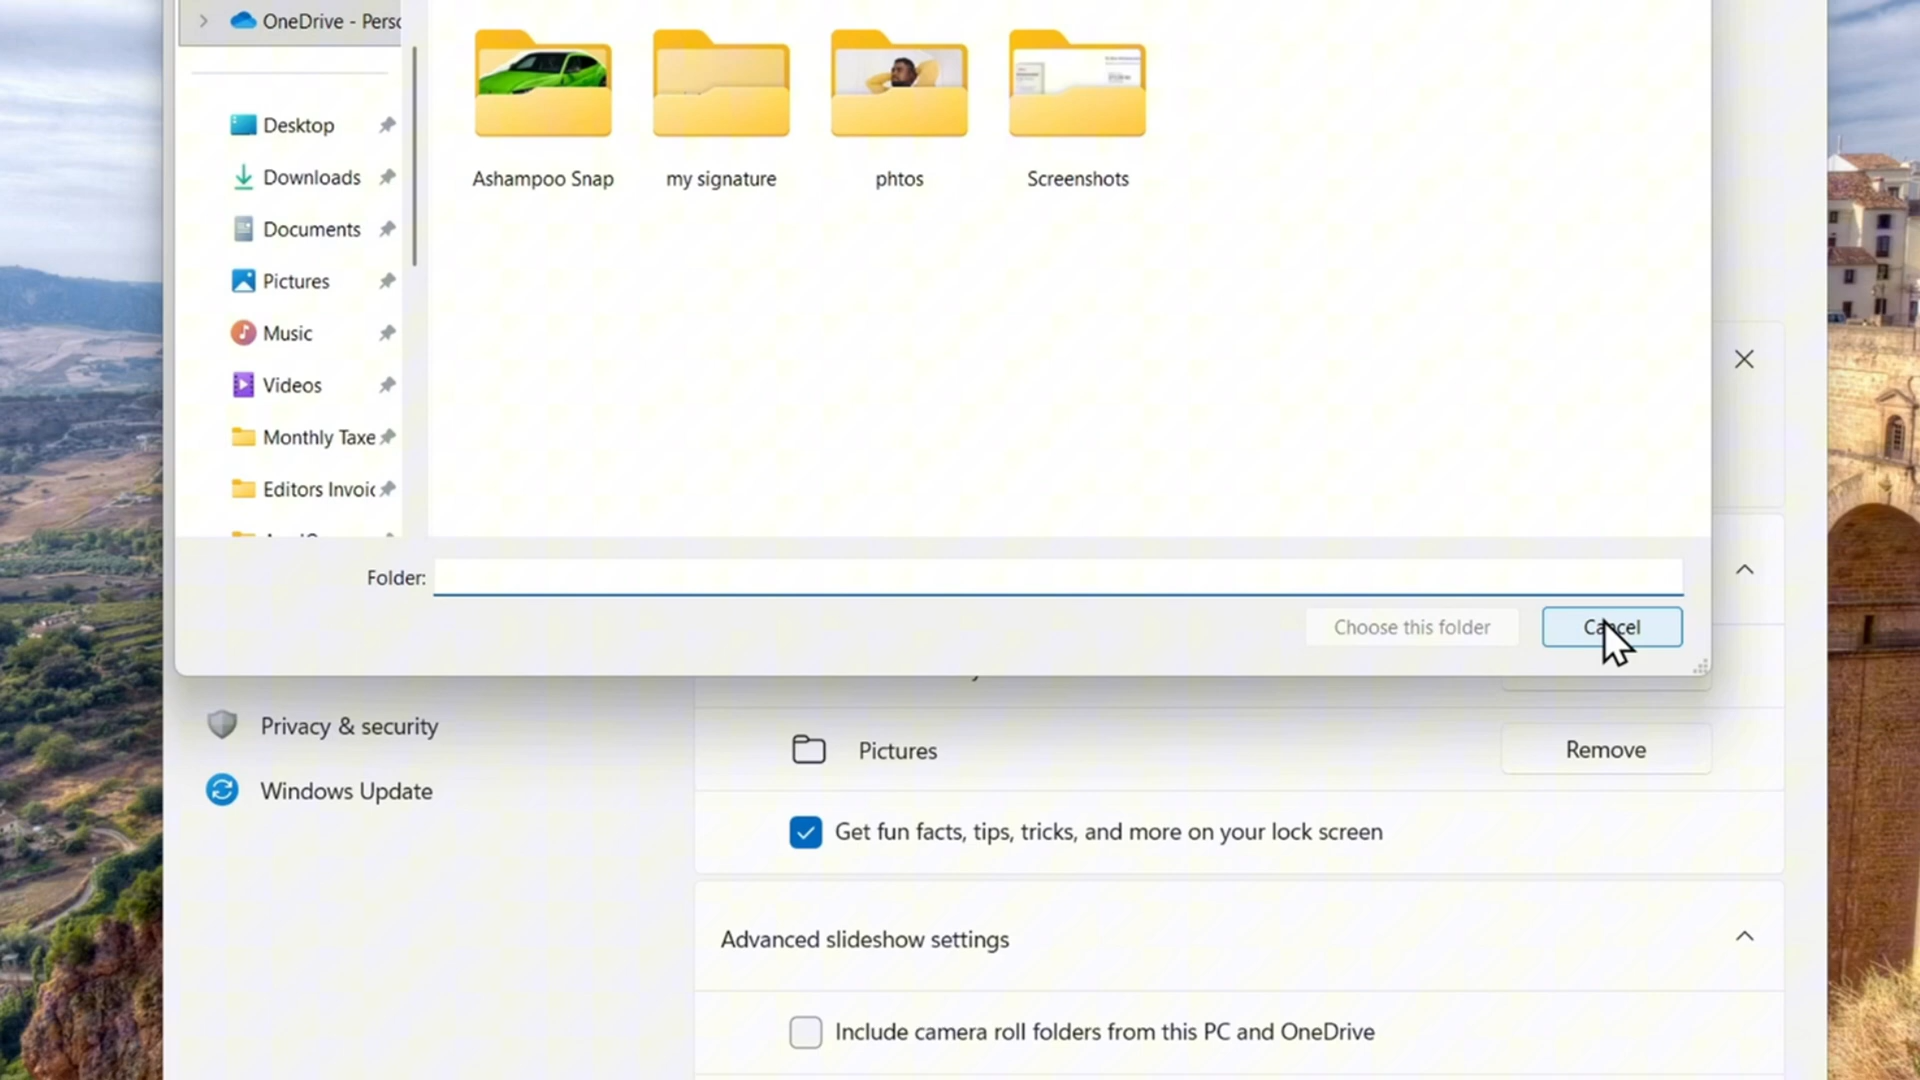 OneDrive - Perso
Ashampoo Snap
my signature
phtos
Screenshots
Desktop
Downloads
Documents
Pictures
Music
Videos
Monthly Taxe
Editors Invoic
Folder:
Choose this folder
Cancel
Privacy & security
Pictures
Remove
Windows Update
Get fun facts, tips, tricks, and more on your lock screen
Advanced slideshow settings
Include camera roll folders from this PC and OneDrive